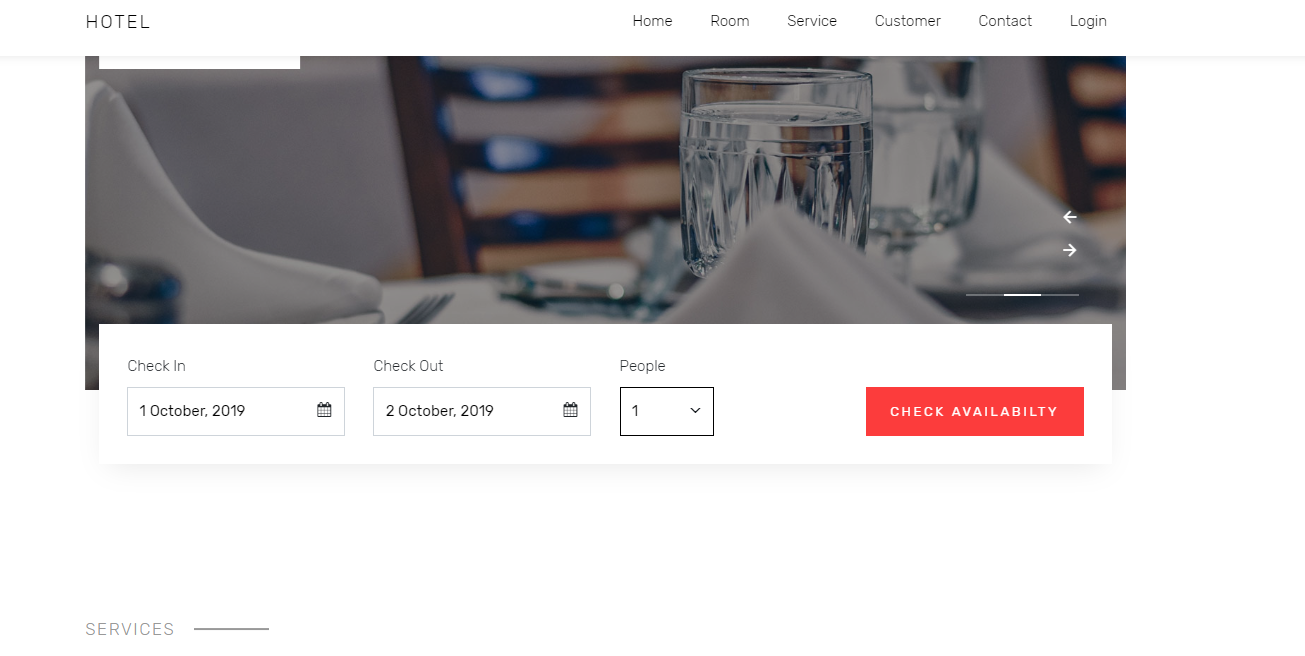 HOTEL
Home Room Service Customer Contact Login
Check In Check Out People
1 October, 2019 2 October, 2019 1 CHECK AVAILABILTY
SERVICES